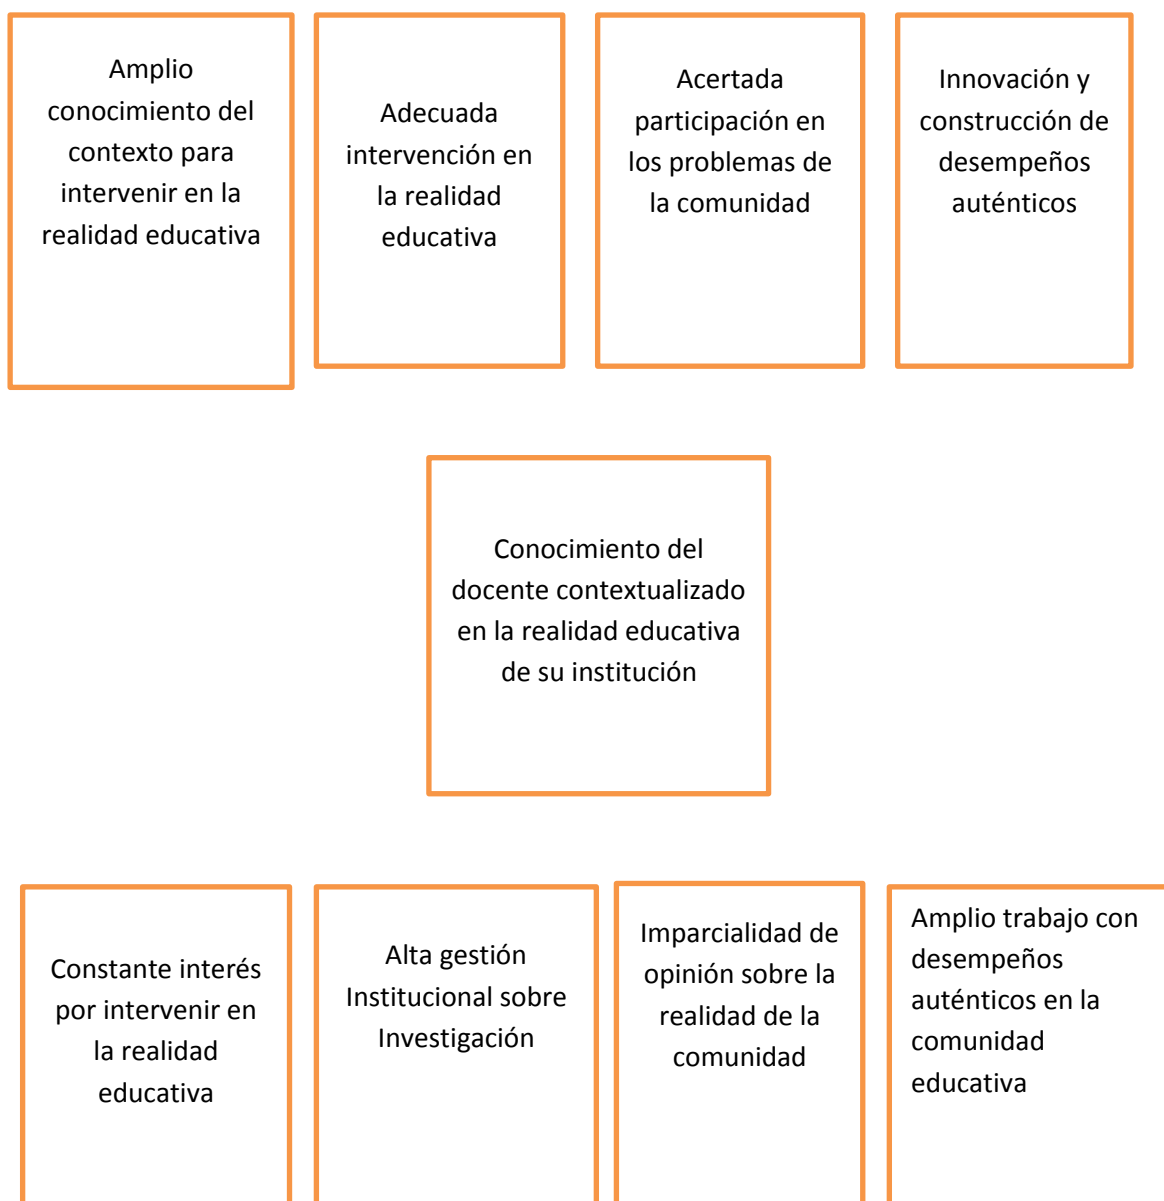 Amplio
conocimiento del
contexto para
intervenir en la
realidad educativa
Adecuada
intervención en
la realidad
educativa
Acertada
participación en
los problemas de
la comunidad
Innovación y
construcción de
desempeños
auténticos
Conocimiento del
docente contextualizado
en la realidad educativa
de su institución
Constante interés
por intervenir en
la realidad
educativa
Alta gestión
Institucional sobre
Investigación
Imparcialidad de
opinión sobre la
realidad de la
comunidad
Amplio trabajo con
desempeños
auténticos en la
comunidad
educativa